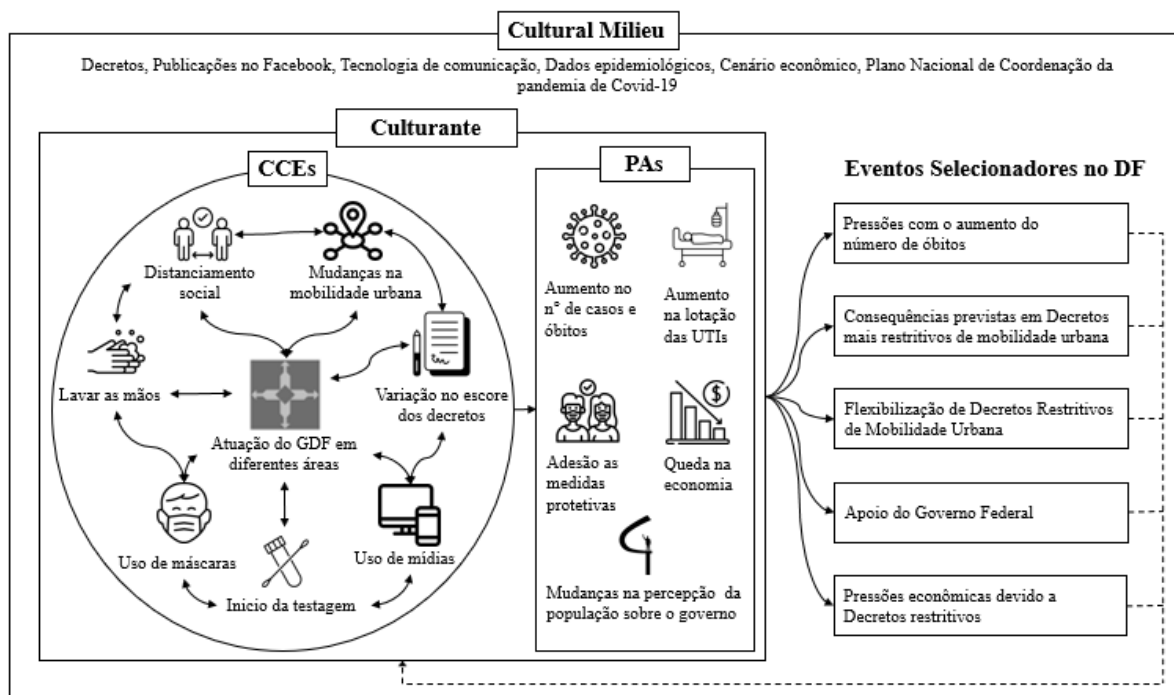 Cultural Milieu
Decretos, Publicações no Facebook, Tecnologia de comunicação, Dados epidemiológicos, Cenário econômico, Plano Nacional de Coordenação da
pandemia de Covid-19
Culturante
CCEs
Distanciamento
social
Mudanças na
mobilidade urbana
Lavar as mãos
Variação no escore
dos decretos
Atuação do GDF em
diferentes áreas
Uso de máscaras
Uso de mídias
Inicio da testagem
PAs
Aumento no
n° de casos e
óbitos
Aumento
na lotação
das UTIs
Adesão as
medidas
protetivas
$
Queda na
economia
Mudanças na percepção da
população sobre o governo
Eventos Selecionadores no DF
Pressões com o aumento do
número de óbitos
Consequências previstas em Decretos
mais restritivos de mobilidade urbana
Flexibilização de Decretos Restritivos
de Mobilidade Urbana
Apoio do Governo Federal
Pressões econômicas devido a
Decretos restritivos